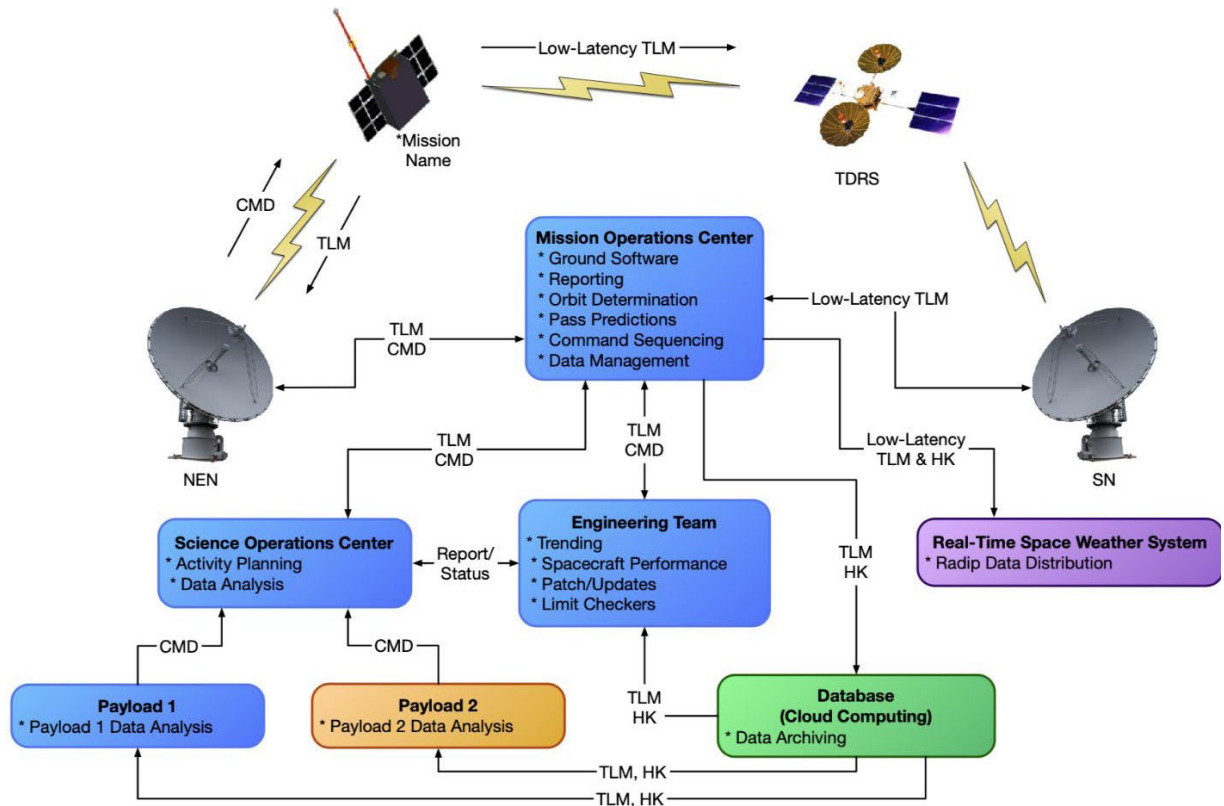 Low-Latency TLM
*Mission
Name
TDRS
CMD
TLM
Mission Operations Center
* Ground Software
* Reporting
* Orbit Determination
* Pass Predictions
* Command Sequencing
* Data Management
Low-Latency TLM
TLM
CMD
NEN
TLM
CMD
TLM
CMD
Low-Latency
TLM & HK
SN
Science Operations Center
* Activity Planning
* Data Analysis
Report/
Status
Engineering Team
* Trending
* Spacecraft Performance
* Patch/Updates
* Limit Checkers
TLM
HK
Real-Time Space Weather System
* Radip Data Distribution
CMD
CMD
Payload 1
* Payload 1 Data Analysis
Payload 2
* Payload 2 Data Analysis
TLM
HK
Database
(Cloud Computing)
* Data Archiving
TLM, HK
TLM, HK